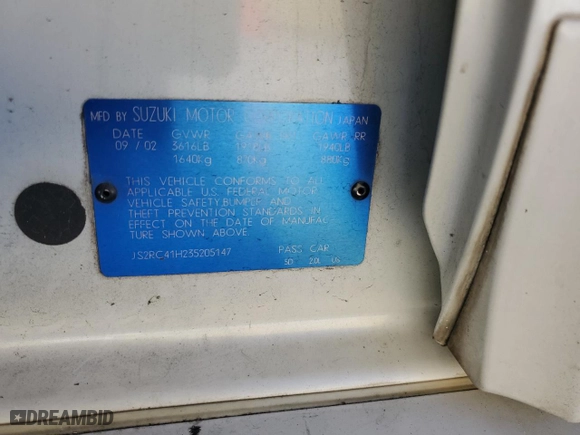 MFD BY SUZUKI MOTOR CORPORATION JAPAN
DATE GVWR GAWR RR
09 / 02 3616LB 1940LB
1640Kg 880Kg
THIS VEHICLE CONFORMS TO ALL
APPLICABLE U.S. FEDERAL MOTOR
VEHICLE SAFETY,BUMPER AND
THEFT PREVENTION STANDARDS IN
EFFECT ON THE DATE OF MANUFAC
TURE SHOWN ABOVE.
JS2RC41H235205147 PASS CAR
DREAMBID